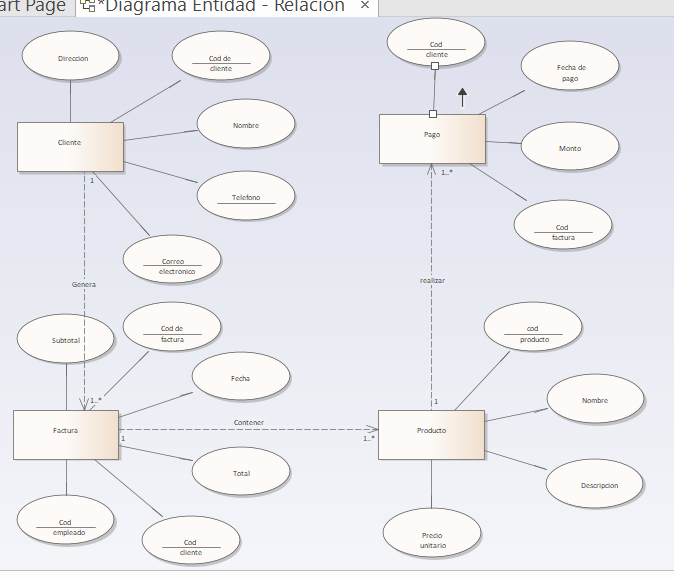 art Page
*Diagrama Entidad - Relacion ×
Direccion
Cod de
cliente
Nombre
Cliente
Telefono
1
Correo
electronico
Genera
Cod
cliente
Fecha de
pago
Pago
Monto
1..*
Cod
factura
realizar
Subtotal
Cod de
factura
Fecha
1..*
Factura
Contener
1
1..*
Total
Cod
empleado
Cod
cliente
cod
producto
Nombre
1
Producto
Descripcion
Precio
unitario